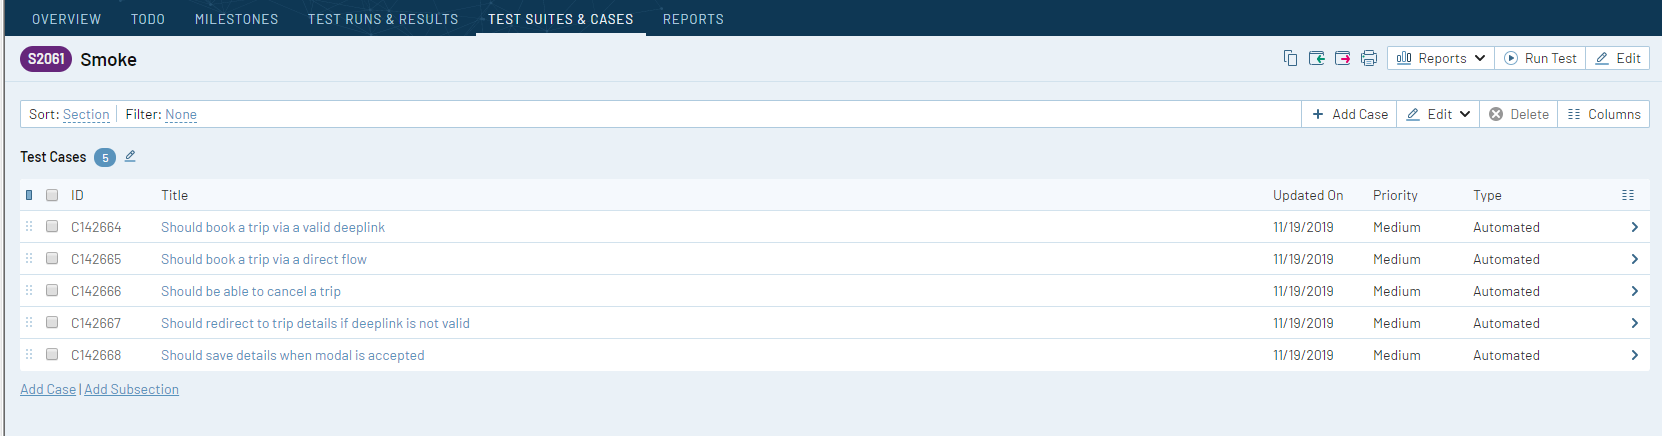 OVERVIEW TODO MILESTONES TEST RUNS & RESULTS TEST SUITES & CASES REPORTS
S2061 Smoke Reports Run Test Edit
Sort: Section Filter: None + Add Case Edit Delete Columns
Test Cases 5
ID Title Updated On Priority Type
C142664 Should book a trip via a valid deeplink 11/19/2019 Medium Automated
C142665 Should book a trip via a direct flow 11/19/2019 Medium Automated
C142666 Should be able to cancel a trip 11/19/2019 Medium Automated
C142667 Should redirect to trip details if deeplink is not valid 11/19/2019 Medium Automated
C142668 Should save details when modal is accepted 11/19/2019 Medium Automated
Add Case | Add Subsection